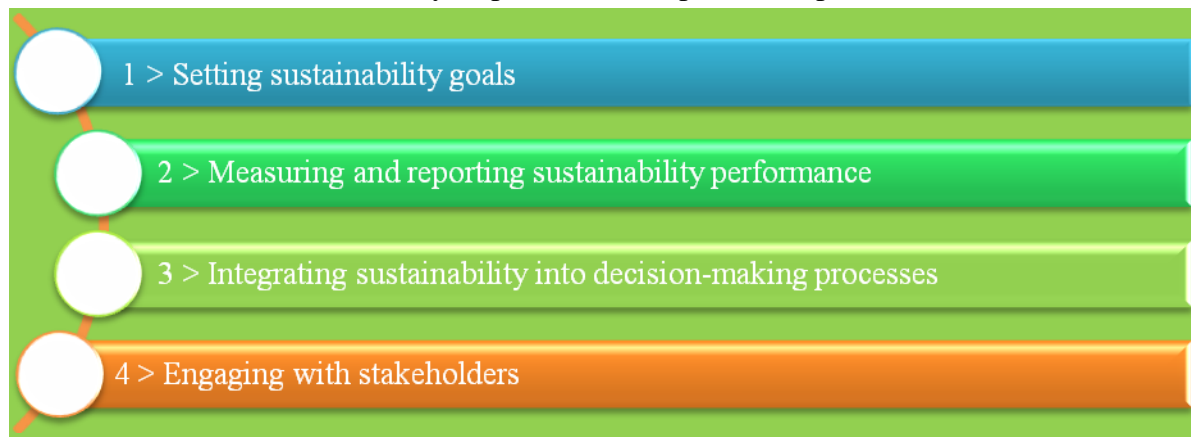 1 > Setting sustainability goals
2 > Measuring and reporting sustainability performance
3 > Integrating sustainability into decision-making processes
4 > Engaging with stakeholders